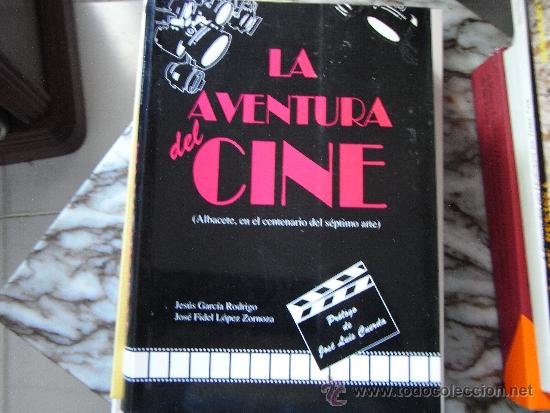 LA
AVENTURA
del
CINE
(Albacete, en el centenario del séptimo arte)
Jesús García Rodrigo
José Fidel López Zornoza
Prólogo
de
José Luis Cuerda
todocoleccion.net